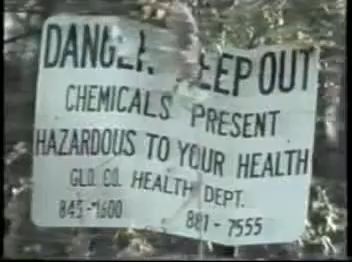 DANGER KEEP OUT
CHEMICALS PRESENT
HAZARDOUS TO YOUR HEALTH
GLO. CO. HEALTH DEPT.
845-1600 881-7555